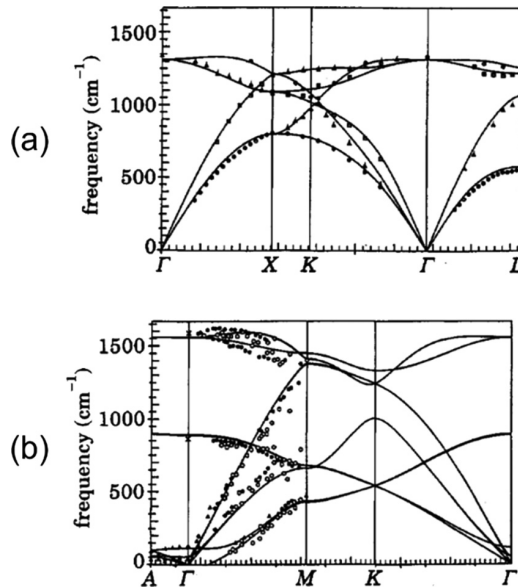 (a)
frequency (cm⁻¹)
1500
1000
500
0
Γ X K Γ L
(b)
frequency (cm⁻¹)
1500
1000
500
0
A Γ M K Γ